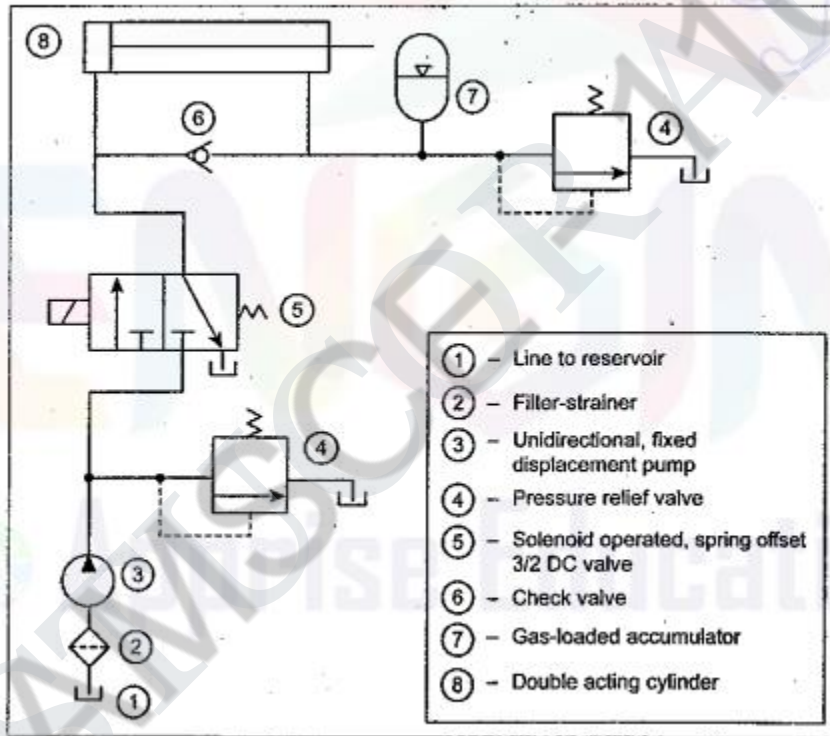 8
7
6
4
5
4
3
2
1
1 – Line to reservoir
2 – Filter-strainer
3 – Unidirectional, fixed
displacement pump
4 – Pressure relief valve
5 – Solenoid operated, spring offset
3/2 DC valve
6 – Check valve
7 – Gas-loaded accumulator
8 – Double acting cylinder